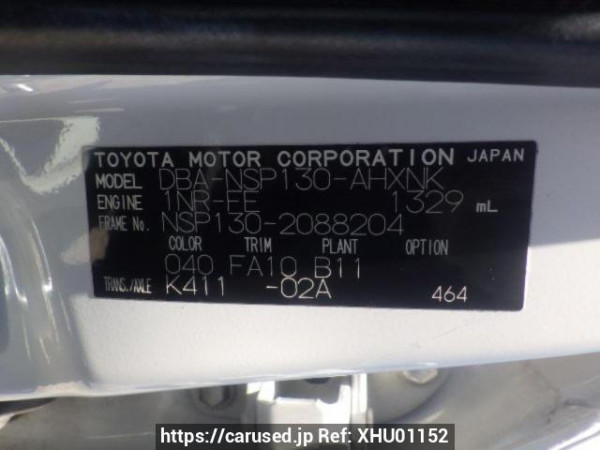 TOYOTA MOTOR CORPORATION JAPAN
MODEL DBA-NSP130-AHXNK
ENGINE 1NR-FE 1329 mL
FRAME No. NSP130-2088204
COLOR TRIM PLANT OPTION
040 FA10 B11
TRANS./AXLE K411 -02A 464
https://carused.jp Ref: XHU01152